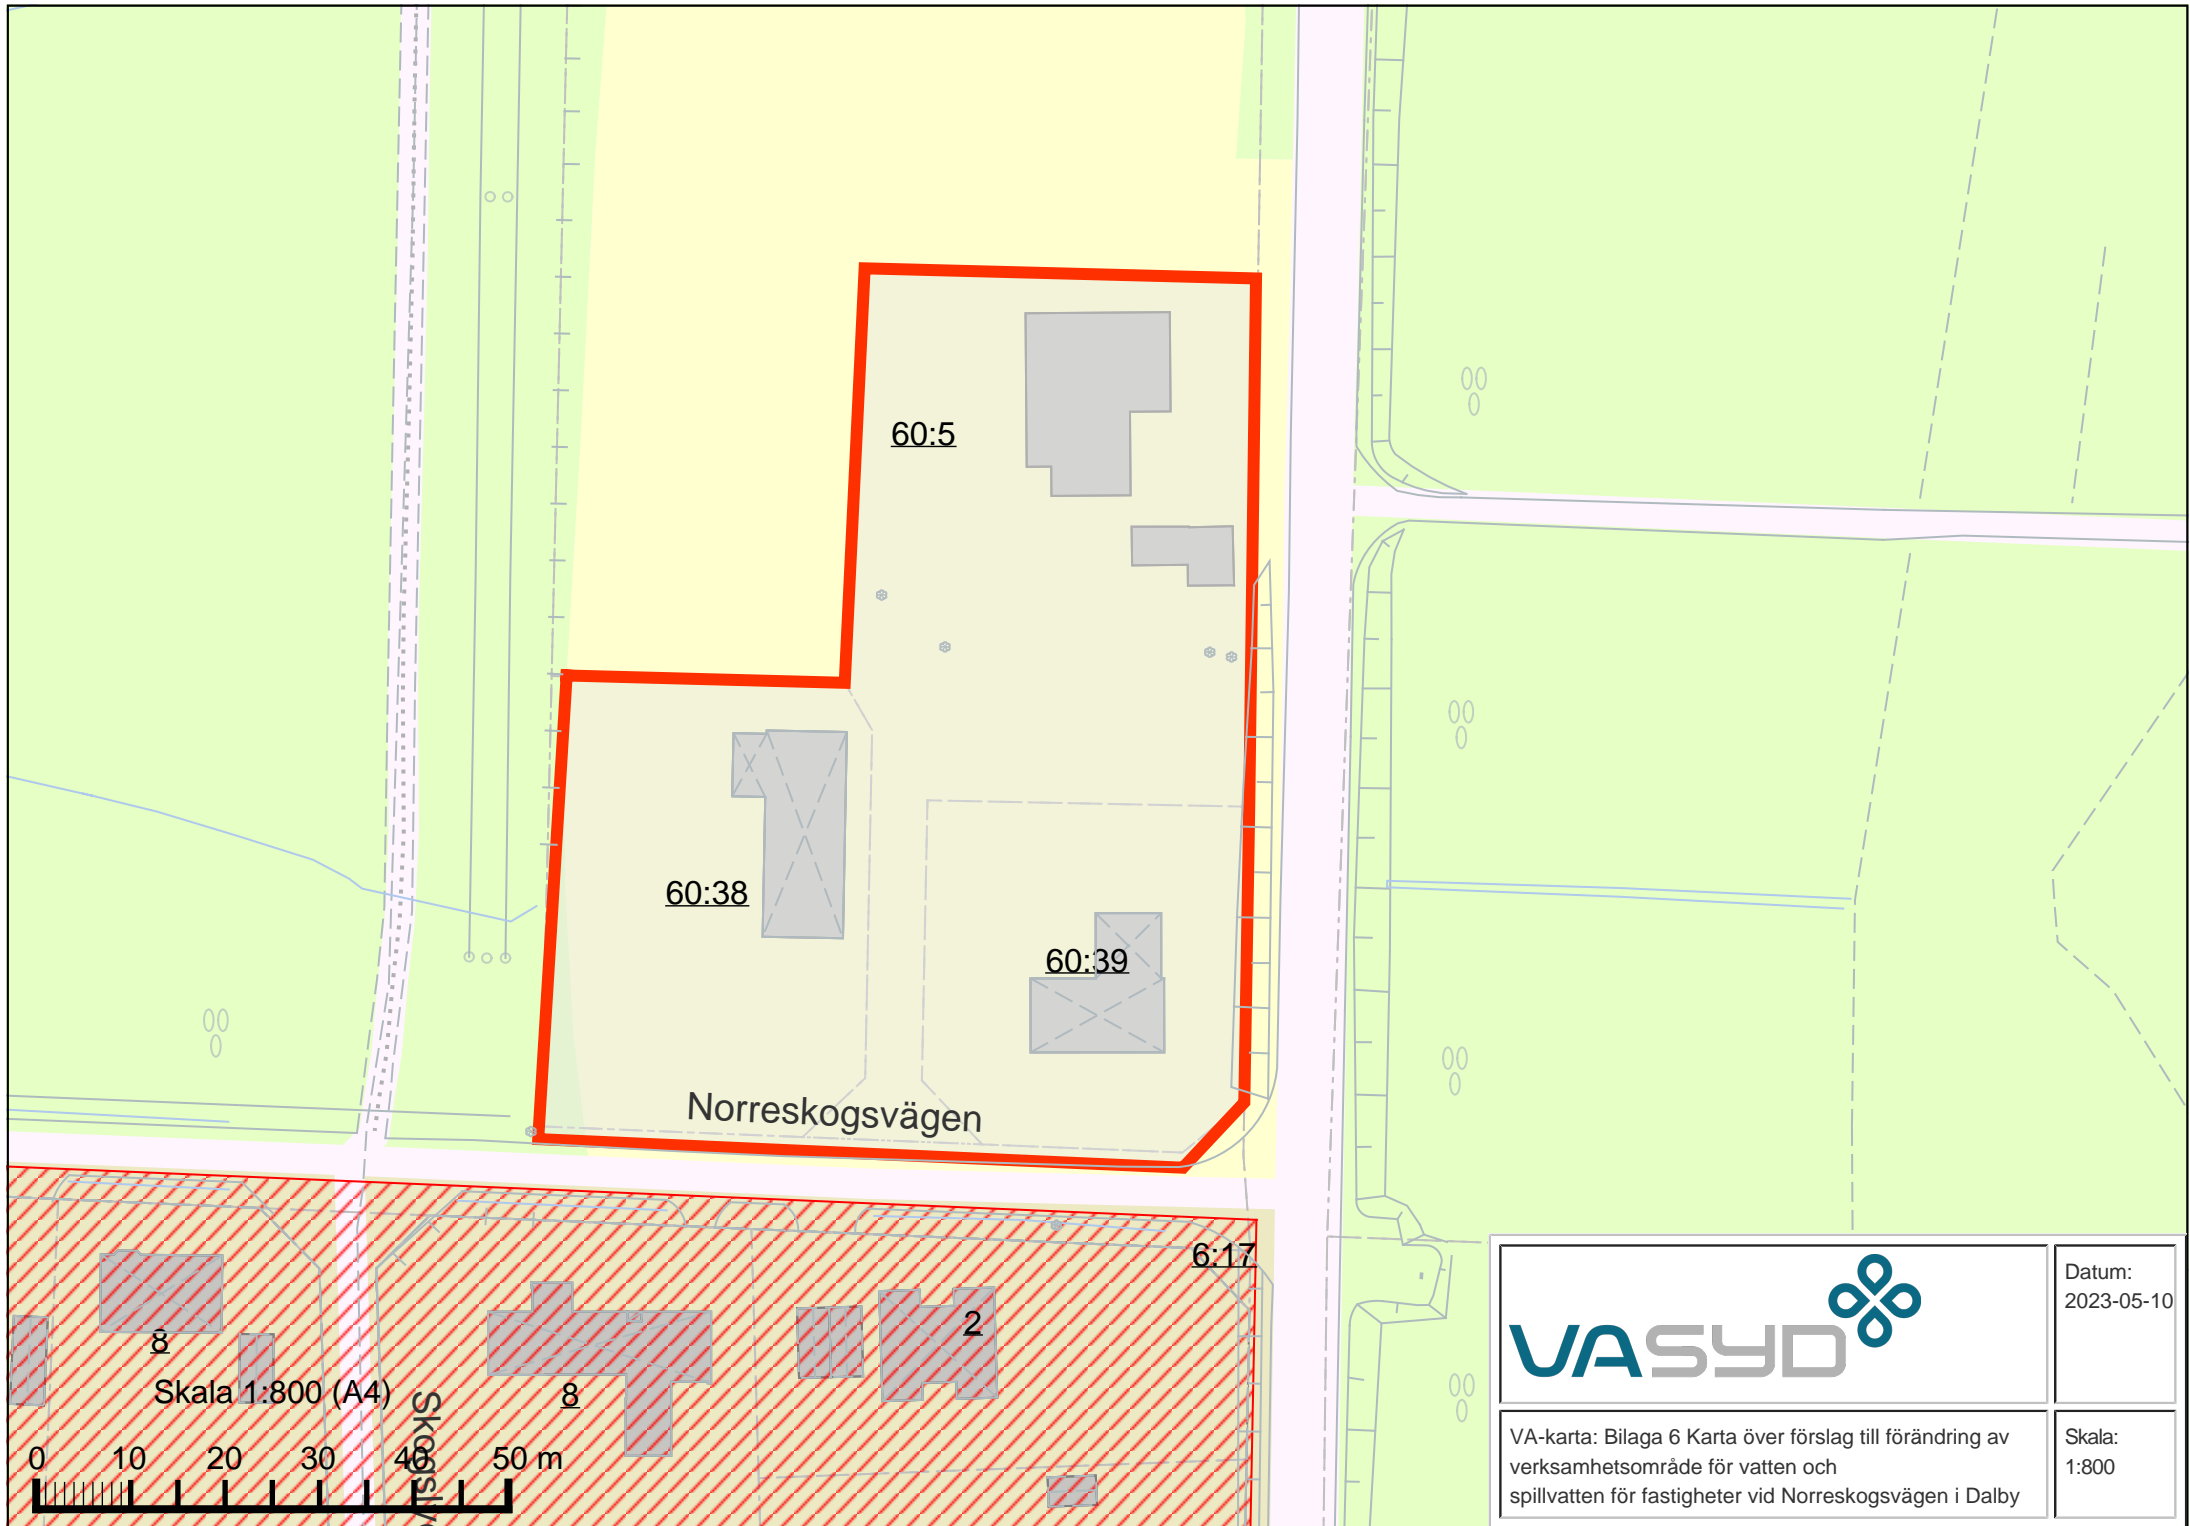 60:5
60:38
60:39
Norreskogsvägen
6:17
8
8
2
Skala 1:800 (A4)
0 10 20 30 40 50 m
VA SYD
Datum:
2023-05-10
VA-karta: Bilaga 6 Karta över förslag till förändring av
verksamhetsområde för vatten och
spillvatten för fastigheter vid Norreskogsvägen i Dalby
Skala:
1:800